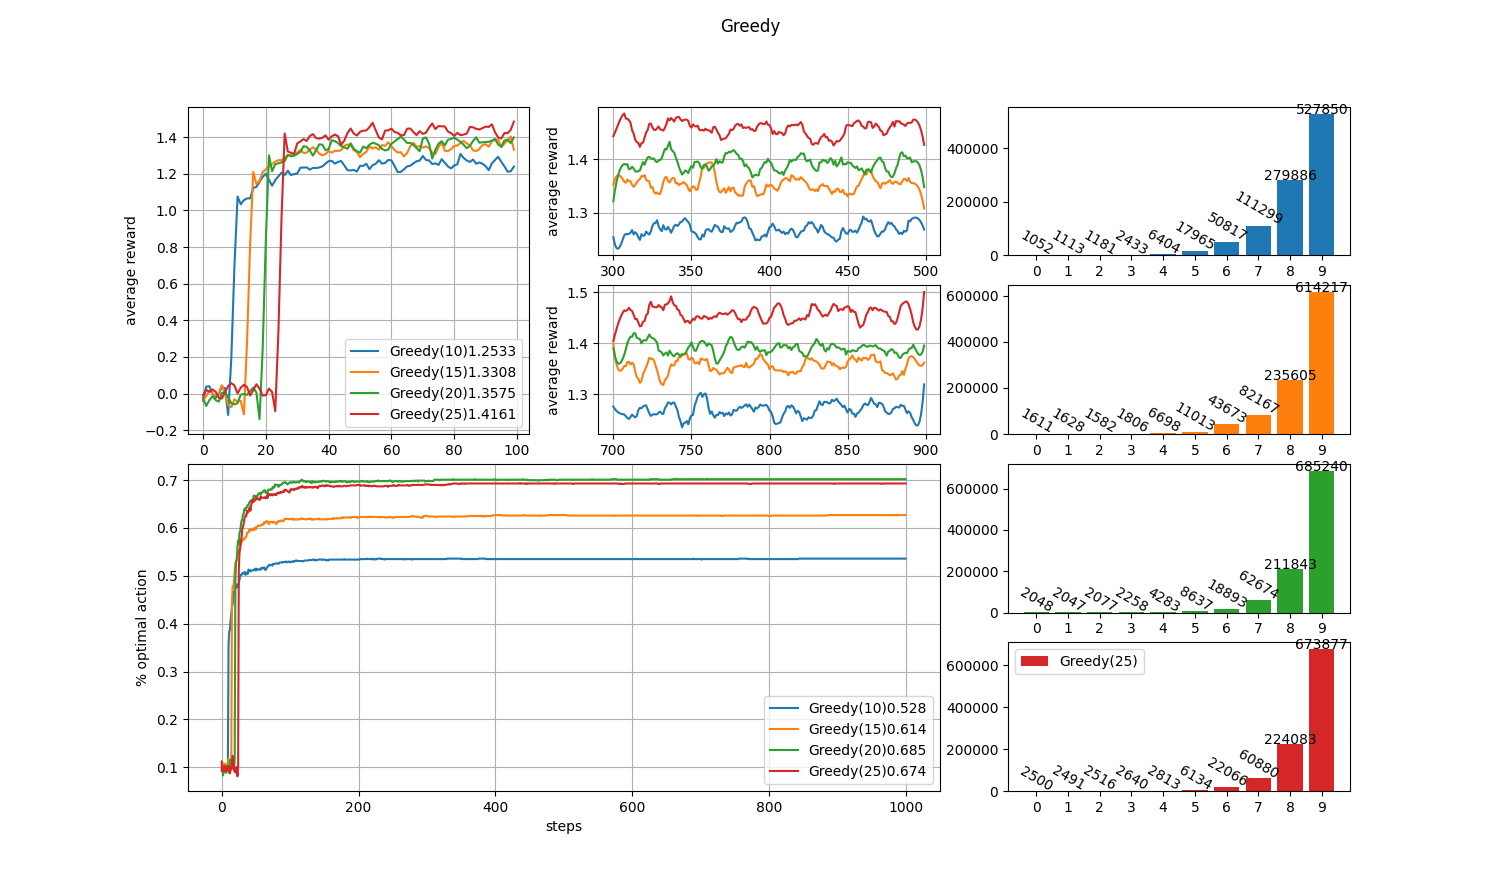 Greedy
average reward
1.4
1.2
1.0
0.8
0.6
0.4
0.2
0.0
−0.2
0 20 40 60 80 100
Greedy(10)1.2533
Greedy(15)1.3308
Greedy(20)1.3575
Greedy(25)1.4161
average reward
1.4
1.3
300 350 400 450 500
average reward
1.5
1.4
1.3
700 750 800 850 900
% optimal action
0.7
0.6
0.5
0.4
0.3
0.2
0.1
0 200 400 600 800 1000
steps
Greedy(10)0.528
Greedy(15)0.614
Greedy(20)0.685
Greedy(25)0.674
400000
200000
0
1052 1113 1181 2433 6404 17965 50817 111299 279886 527850
0 1 2 3 4 5 6 7 8 9
600000
400000
200000
0
1611 1628 1582 1806 6698 11013 43673 82167 235605 614217
0 1 2 3 4 5 6 7 8 9
600000
400000
200000
0
2048 2047 2077 2258 4283 8637 18893 62674 211843 685240
0 1 2 3 4 5 6 7 8 9
600000
400000
200000
0
Greedy(25)
2500 2491 2516 2640 2813 6134 22066 60880 224083 673877
0 1 2 3 4 5 6 7 8 9